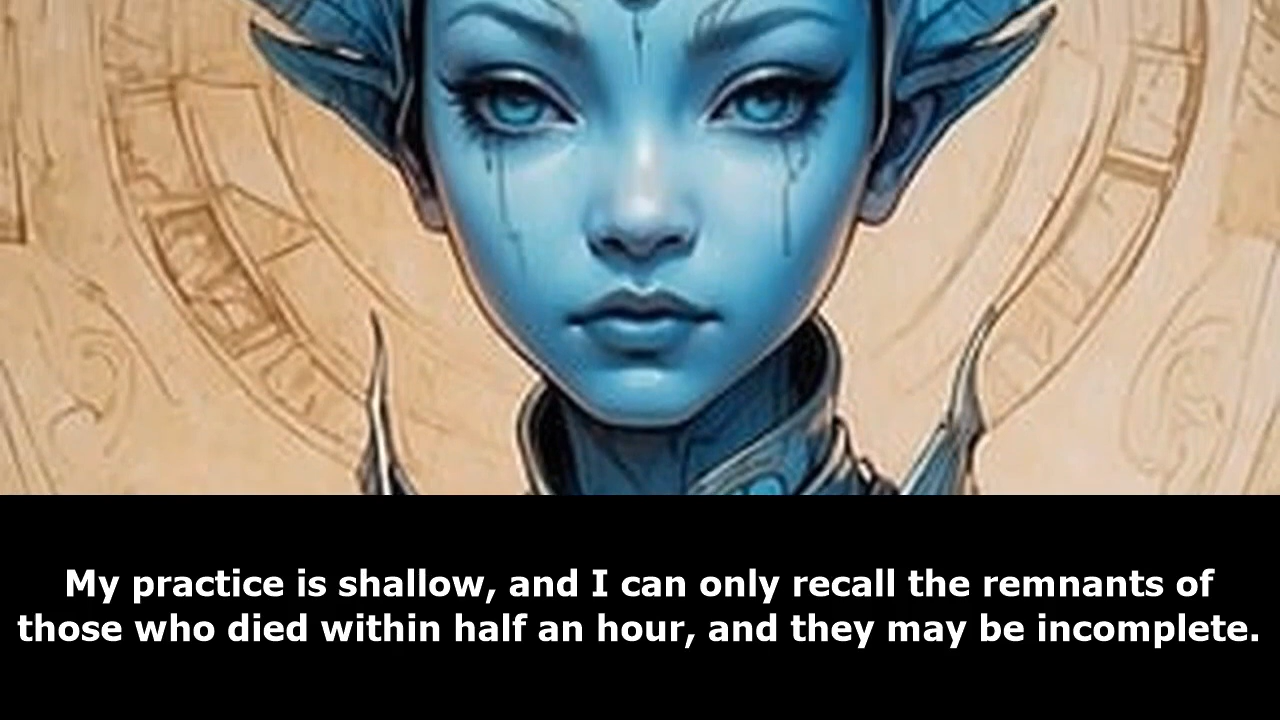 My practice is shallow, and I can only recall the remnants of
those who died within half an hour, and they may be incomplete.